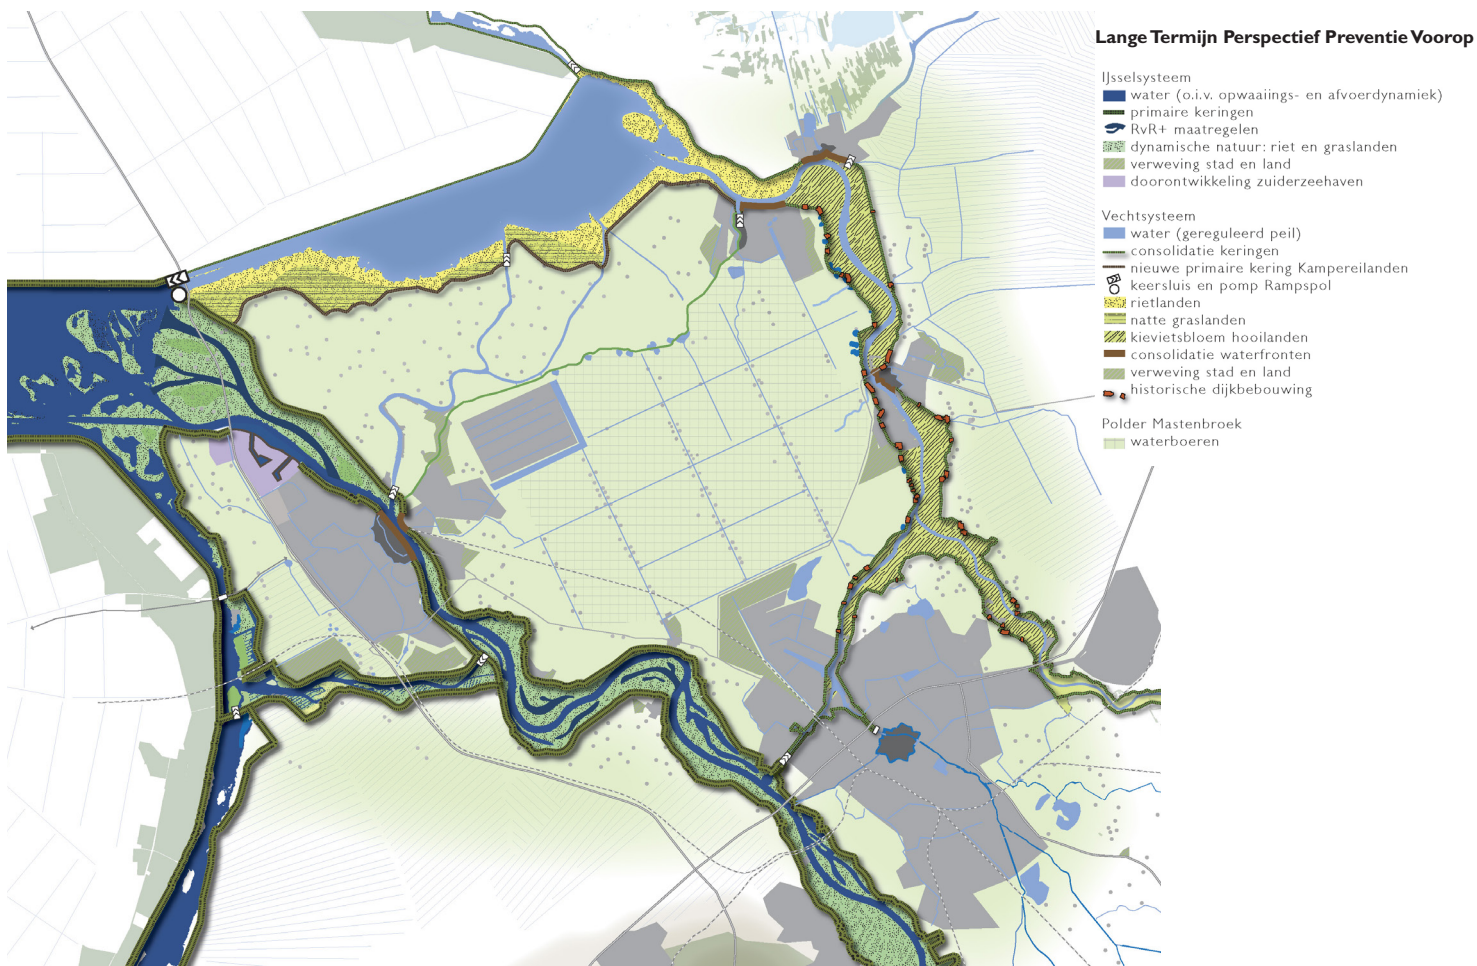 Lange Termijn Perspectief Preventie Voorop
IJsselsysteem
water (o.i.v. opwaaiings- en afvoerdynamiek)
primaire keringen
RvR+ maatregelen
dynamische natuur: riet en graslanden
verweving stad en land
doorontwikkeling zuiderzeehaven
Vechtsysteem
water (gereguleerd peil)
consolidatie keringen
nieuwe primaire kering Kampereilanden
keersluis en pomp Rampspol
rietlanden
natte graslanden
kievietsbloem hooilanden
consolidatie waterfronten
verweving stad en land
historische dijkbebouwing
Polder Mastenbroek
waterboeren